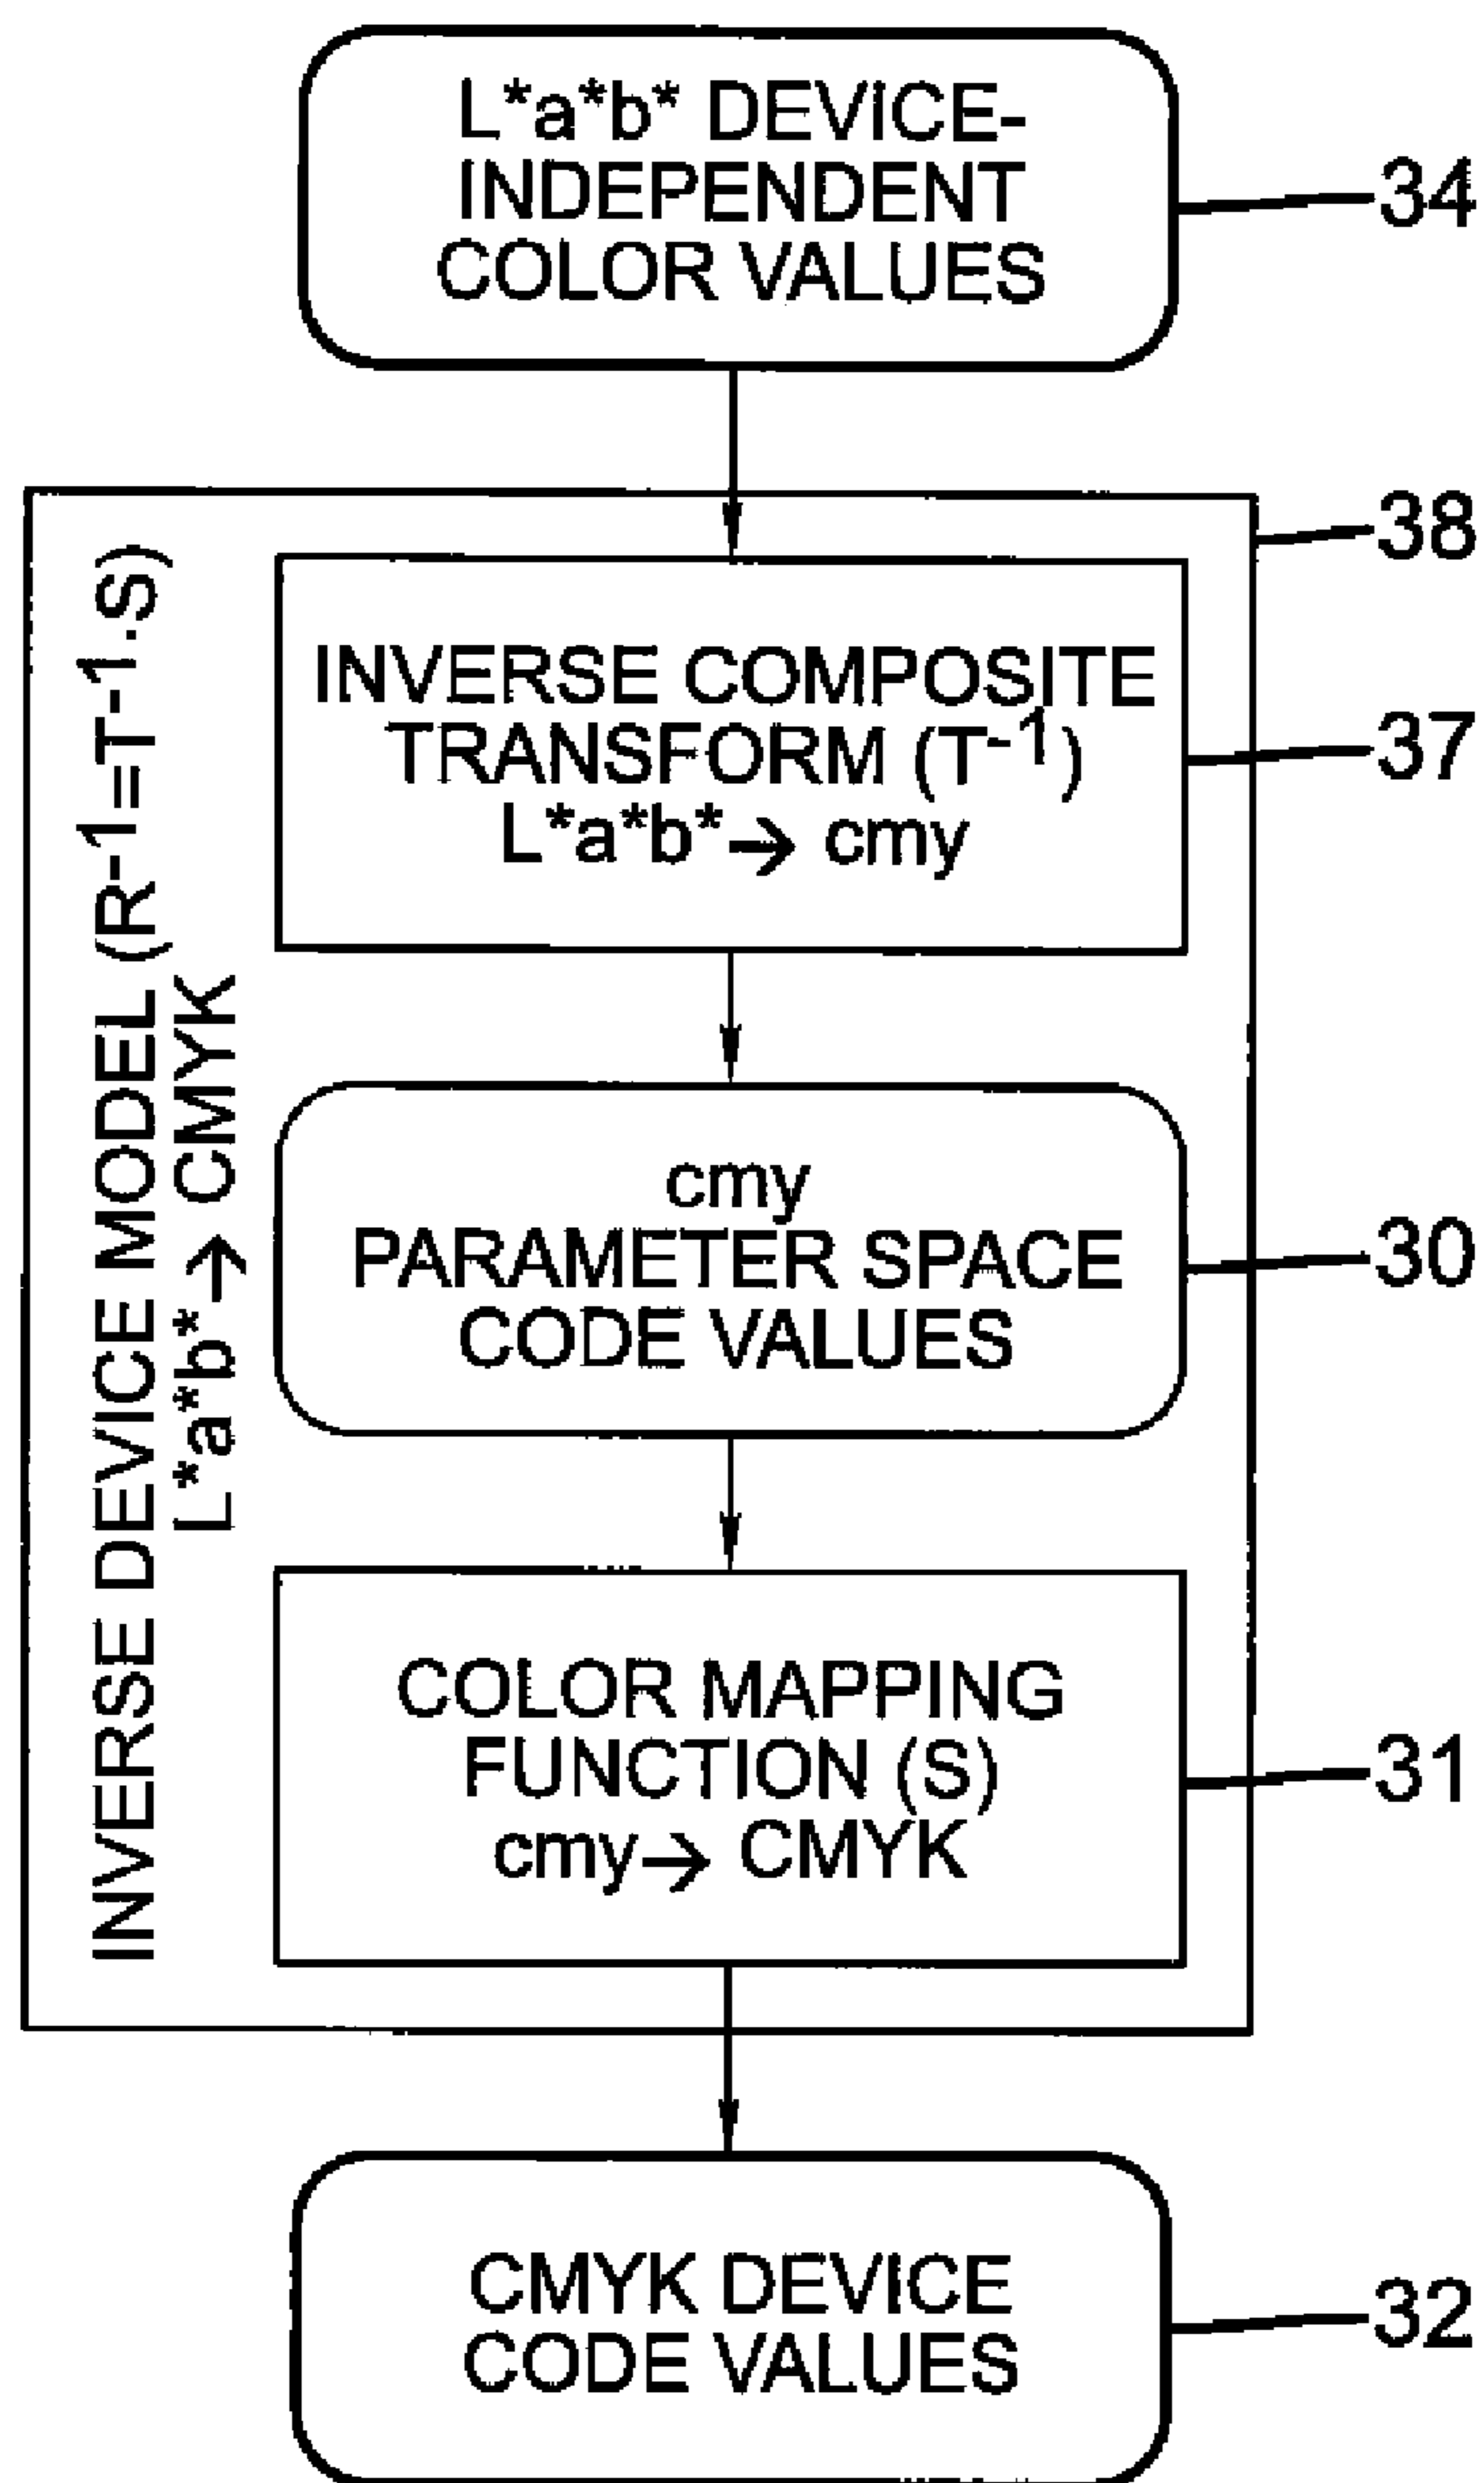 L*a*b* DEVICE-
INDEPENDENT
COLOR VALUES
34
38
INVERSE DEVICE MODEL (R-1=T-1·S)
L*a*b*→ CMYK
INVERSE COMPOSITE
TRANSFORM (T-1)
L*a*b*→ cmy
37
cmy
PARAMETER SPACE
CODE VALUES
30
COLOR MAPPING
FUNCTION (S)
cmy→ CMYK
31
CMYK DEVICE
CODE VALUES
32